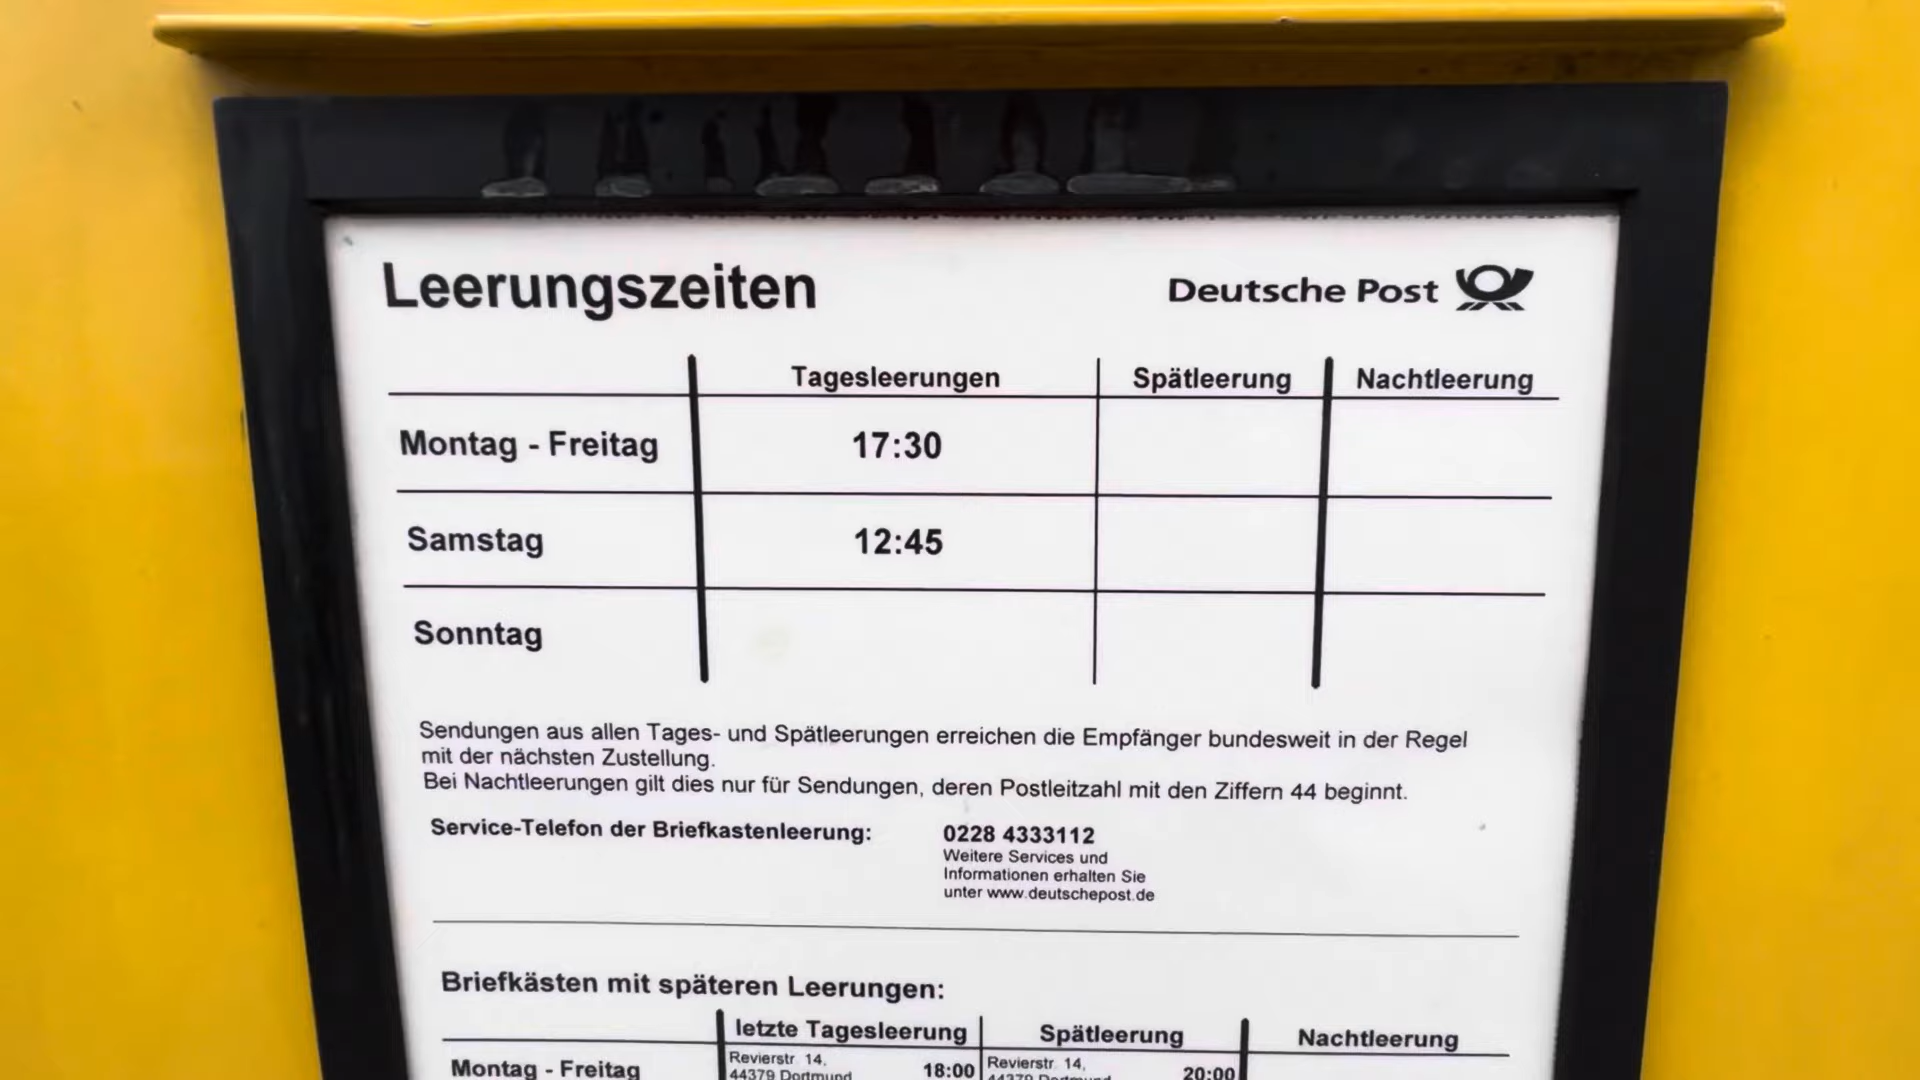 Leerungszeiten
Deutsche Post
Tagesleerungen Spätleerung Nachtleerung
Montag - Freitag 17:30
Samstag 12:45
Sonntag
Sendungen aus allen Tages- und Spätleerungen erreichen die Empfänger bundesweit in der Regel
mit der nächsten Zustellung.
Bei Nachtleerungen gilt dies nur für Sendungen, deren Postleitzahl mit den Ziffern 44 beginnt.
Service-Telefon der Briefkastenleerung: 0228 4333112
Weitere Services und
Informationen erhalten Sie
unter www.deutschepost.de
Briefkästen mit späteren Leerungen:
letzte Tagesleerung Spätleerung Nachtleerung
Montag - Freitag
Revierstr. 14,
44379 Dortmund
18:00
Revierstr. 14,
44379 Dortmund
20:00